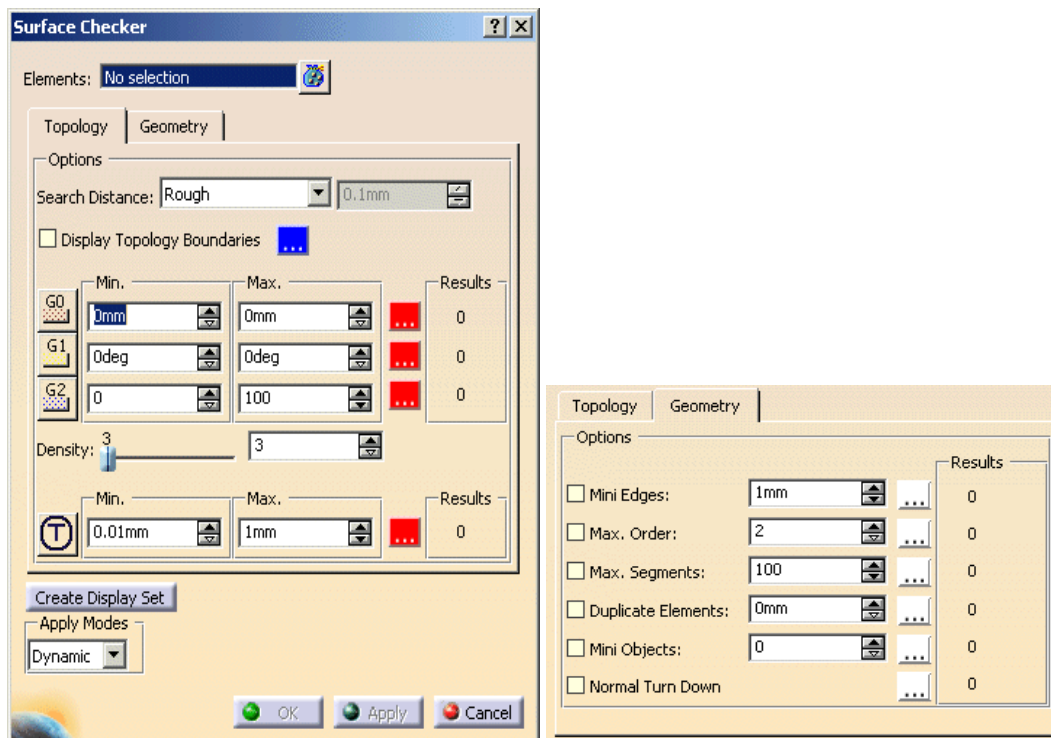 Surface Checker
Elements: No selection
Topology Geometry
Options
Search Distance: Rough 0.1mm
Display Topology Boundaries ...
Min. Max. Results
G0 0mm 0mm ... 0
G1 0deg 0deg ... 0
G2 0 100 ... 0
Density: 3 3
Min. Max. Results
T 0.01mm 1mm ... 0
Create Display Set
Apply Modes
Dynamic
OK Apply Cancel
Topology Geometry
Options
Results
Mini Edges: 1mm ... 0
Max. Order: 2 ... 0
Max. Segments: 100 ... 0
Duplicate Elements: 0mm ... 0
Mini Objects: 0 ... 0
Normal Turn Down ... 0